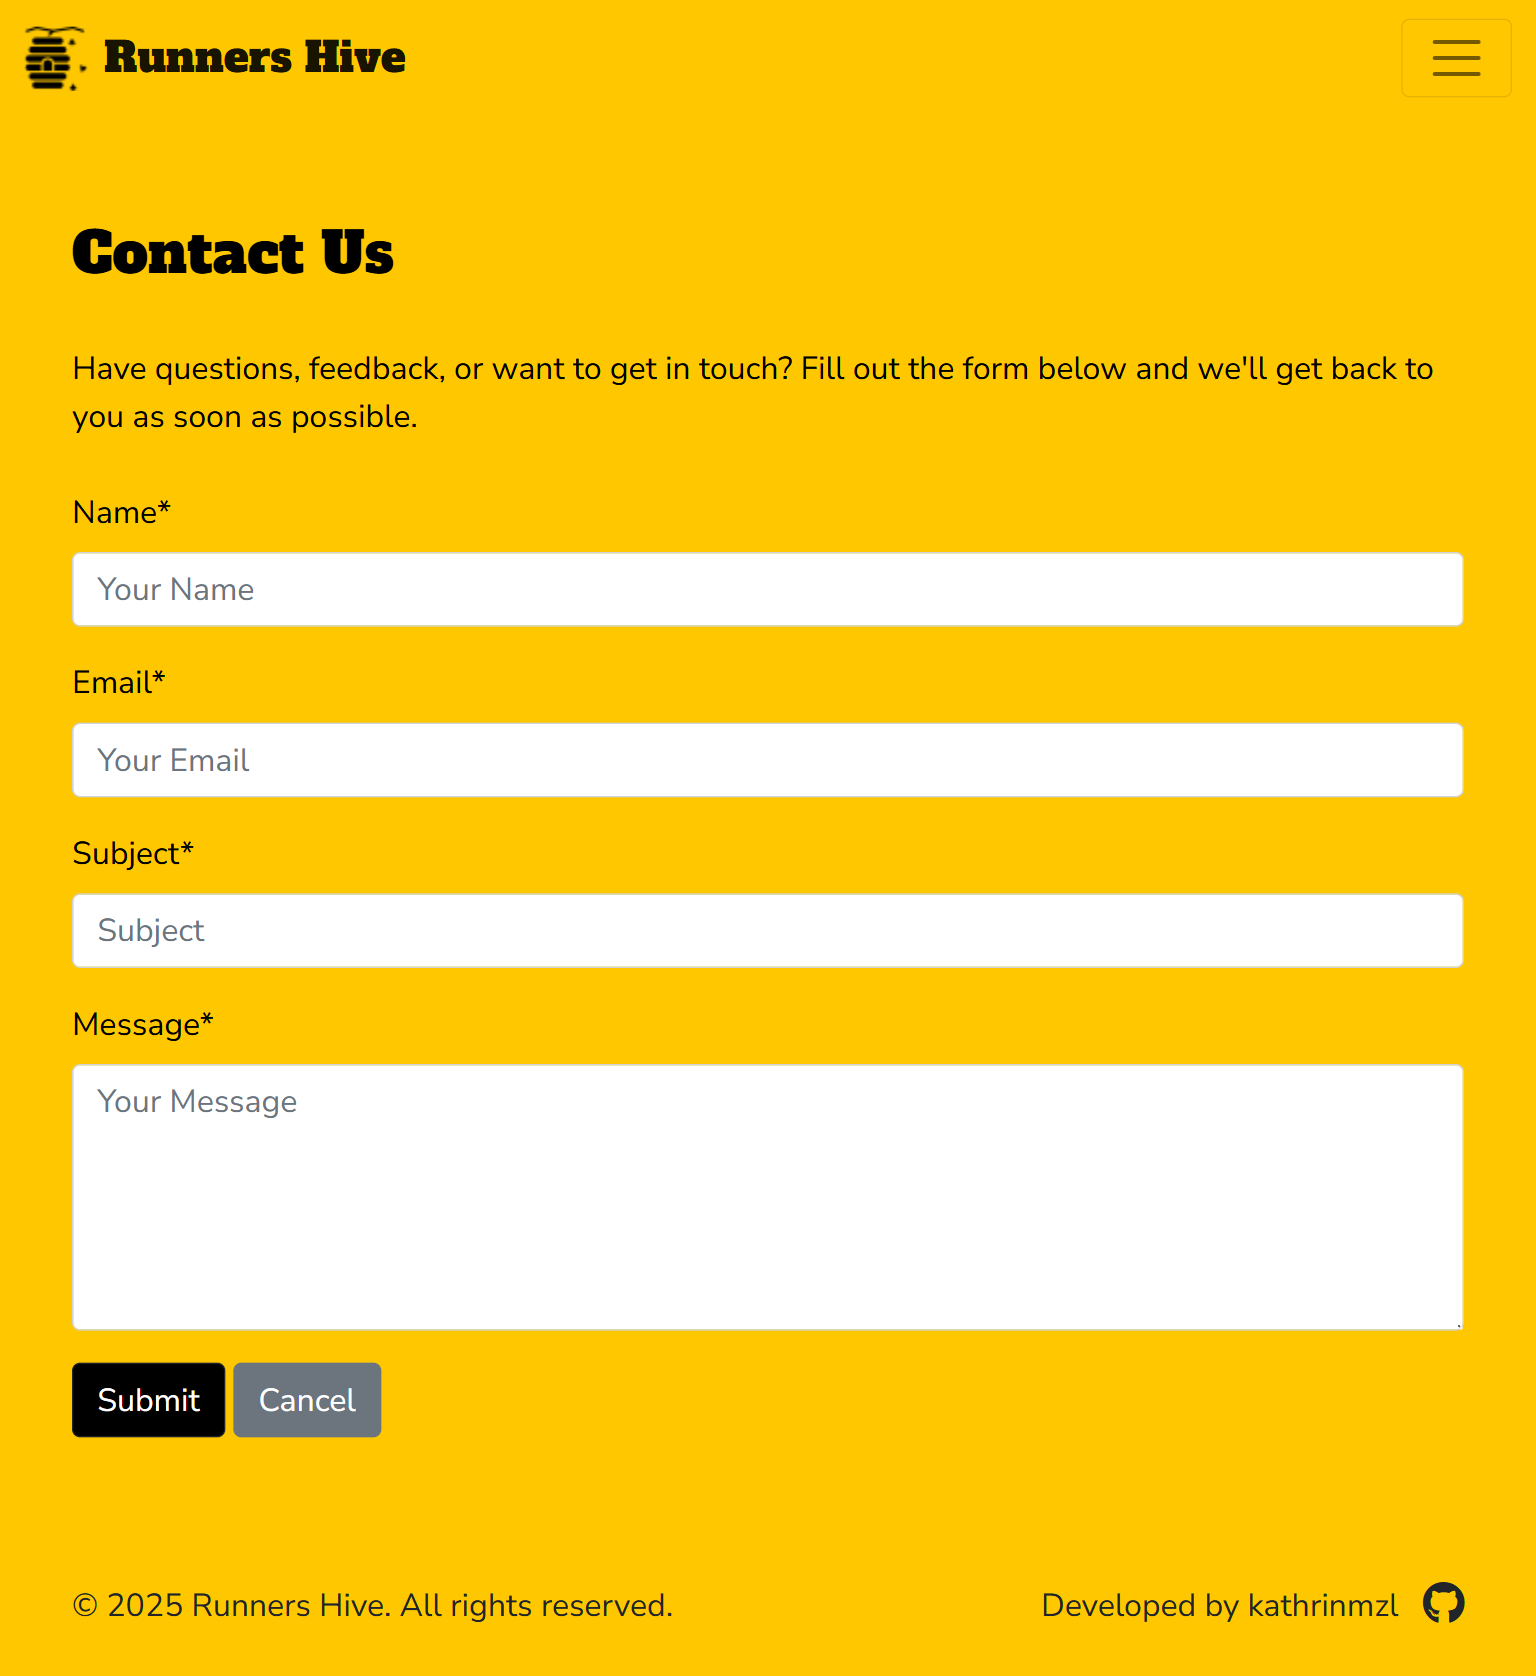 Runners Hive
Contact Us
Have questions, feedback, or want to get in touch? Fill out the form below and we'll get back to
you as soon as possible.
Name*
Your Name
Email*
Your Email
Subject*
Subject
Message*
Your Message
Submit Cancel
© 2025 Runners Hive. All rights reserved. Developed by kathrinmzl